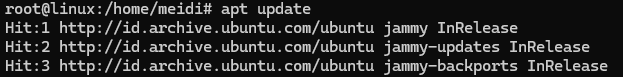 root@linux:/home/meidi# apt update
Hit:1 http://id.archive.ubuntu.com/ubuntu jammy InRelease
Hit:2 http://id.archive.ubuntu.com/ubuntu jammy-updates InRelease
Hit:3 http://id.archive.ubuntu.com/ubuntu jammy-backports InRelease